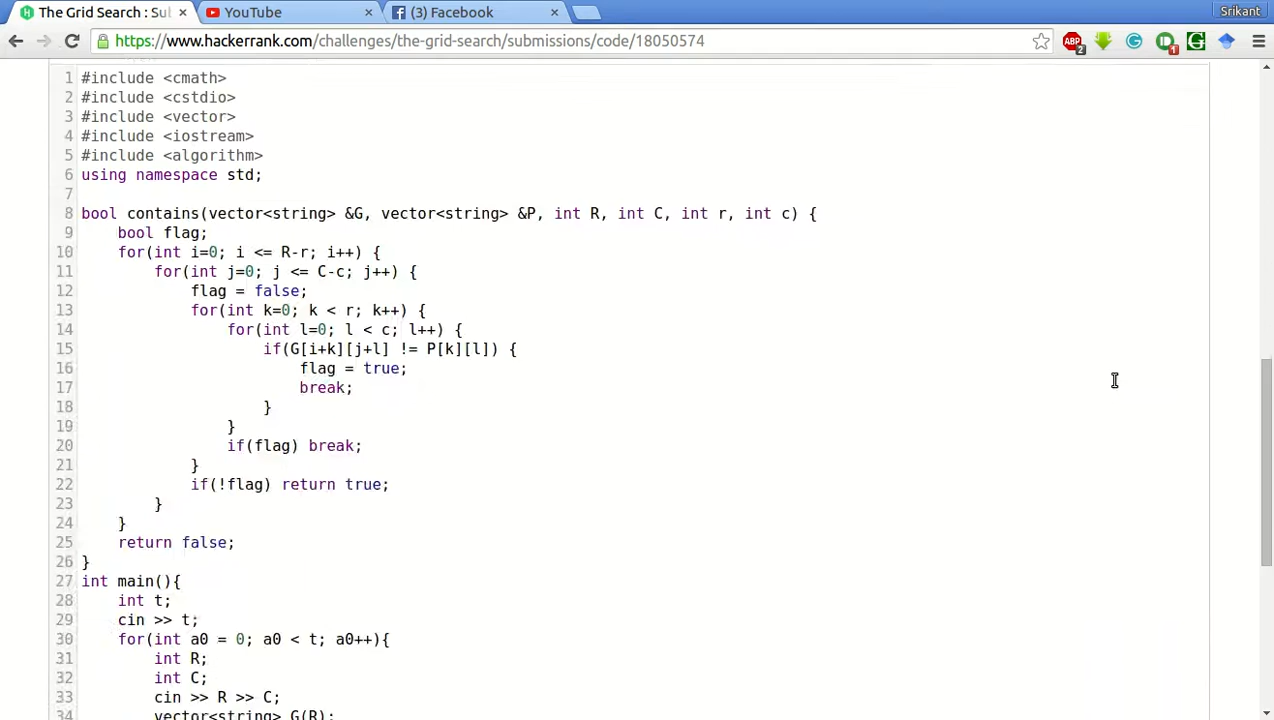 The Grid Search : Sul
YouTube
(3) Facebook
Srikant
https://www.hackerrank.com/challenges/the-grid-search/submissions/code/18050574
ABP
2
1
G
1 #include <cmath>
2 #include <cstdio>
3 #include <vector>
4 #include <iostream>
5 #include <algorithm>
6 using namespace std;
7
8 bool contains(vector<string> &G, vector<string> &P, int R, int C, int r, int c) {
9     bool flag;
10     for(int i=0; i <= R-r; i++) {
11         for(int j=0; j <= C-c; j++) {
12             flag = false;
13             for(int k=0; k < r; k++) {
14                 for(int l=0; l < c; l++) {
15                     if(G[i+k][j+l] != P[k][l]) {
16                         flag = true;
17                         break;
18                     }
19                 }
20                 if(flag) break;
21             }
22             if(!flag) return true;
23         }
24     }
25     return false;
26 }
27 int main(){
28     int t;
29     cin >> t;
30     for(int a0 = 0; a0 < t; a0++){
31         int R;
32         int C;
33         cin >> R >> C;
34         vector<string> G(R);